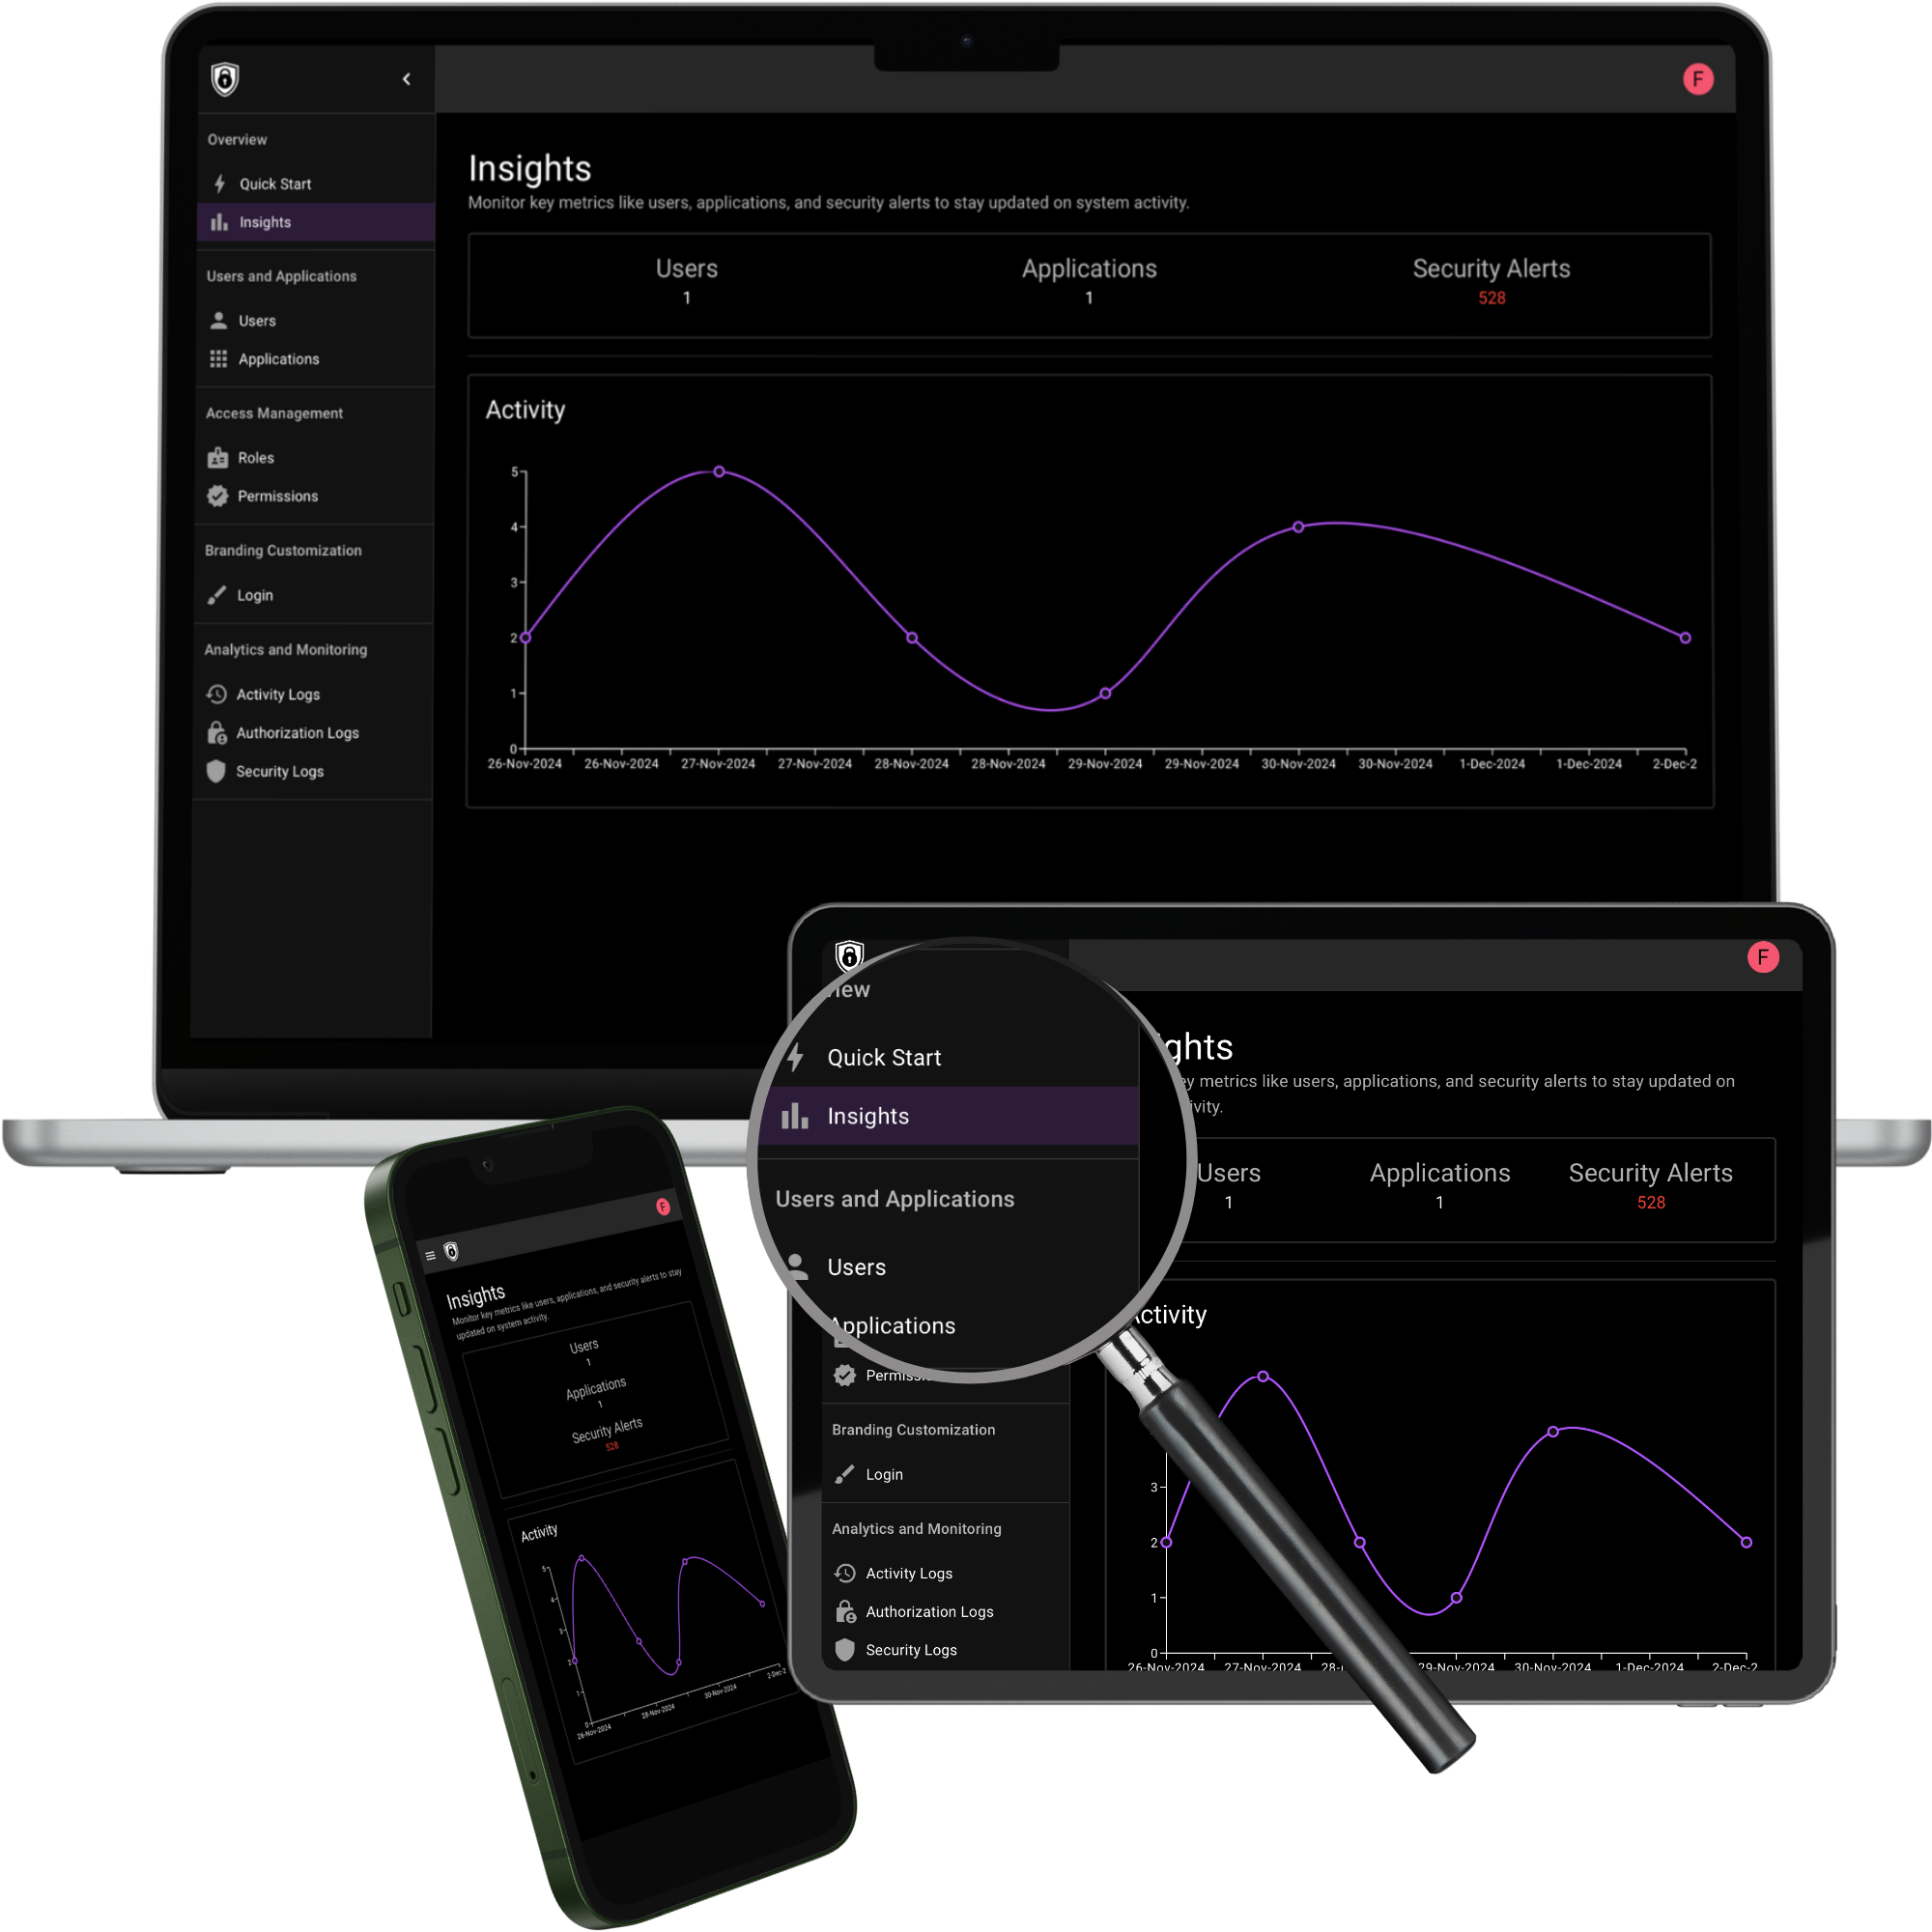 F
Overview
Quick Start
Insights
Users and Applications
Users
Applications
Access Management
Roles
Permissions
Branding Customization
Login
Analytics and Monitoring
Activity Logs
Authorization Logs
Security Logs
Insights
Monitor key metrics like users, applications, and security alerts to stay updated on system activity.
Users Applications Security Alerts
1 1 528
Activity
5
4
3
2
1
0
26-Nov-2024 26-Nov-2024 27-Nov-2024 27-Nov-2024 28-Nov-2024 28-Nov-2024 29-Nov-2024 29-Nov-2024 30-Nov-2024 30-Nov-2024 1-Dec-2024 1-Dec-2024 2-Dec-2
F
iew
Quick Start
Insights
Users and Applications
Users
Applications
Permiss
Branding Customization
Login
Analytics and Monitoring
Activity Logs
Authorization Logs
Security Logs
ghts
ey metrics like users, applications, and security alerts to stay updated on
ivity.
Users Applications Security Alerts
1 1 528
Activity
3
2
1
0
26-Nov-2024 27-Nov-2024 28- 29-Nov-2024 30-Nov-2024 1-Dec-2024 2-Dec-2
F
Insights
Monitor key metrics like users, applications, and security alerts to stay
updated on system activity.
Users
1
Applications
1
Security Alerts
528
Activity
5
4
3
2
1
0
26-Nov-2024 28-Nov-2024 30-Nov-2024 2-Dec-2